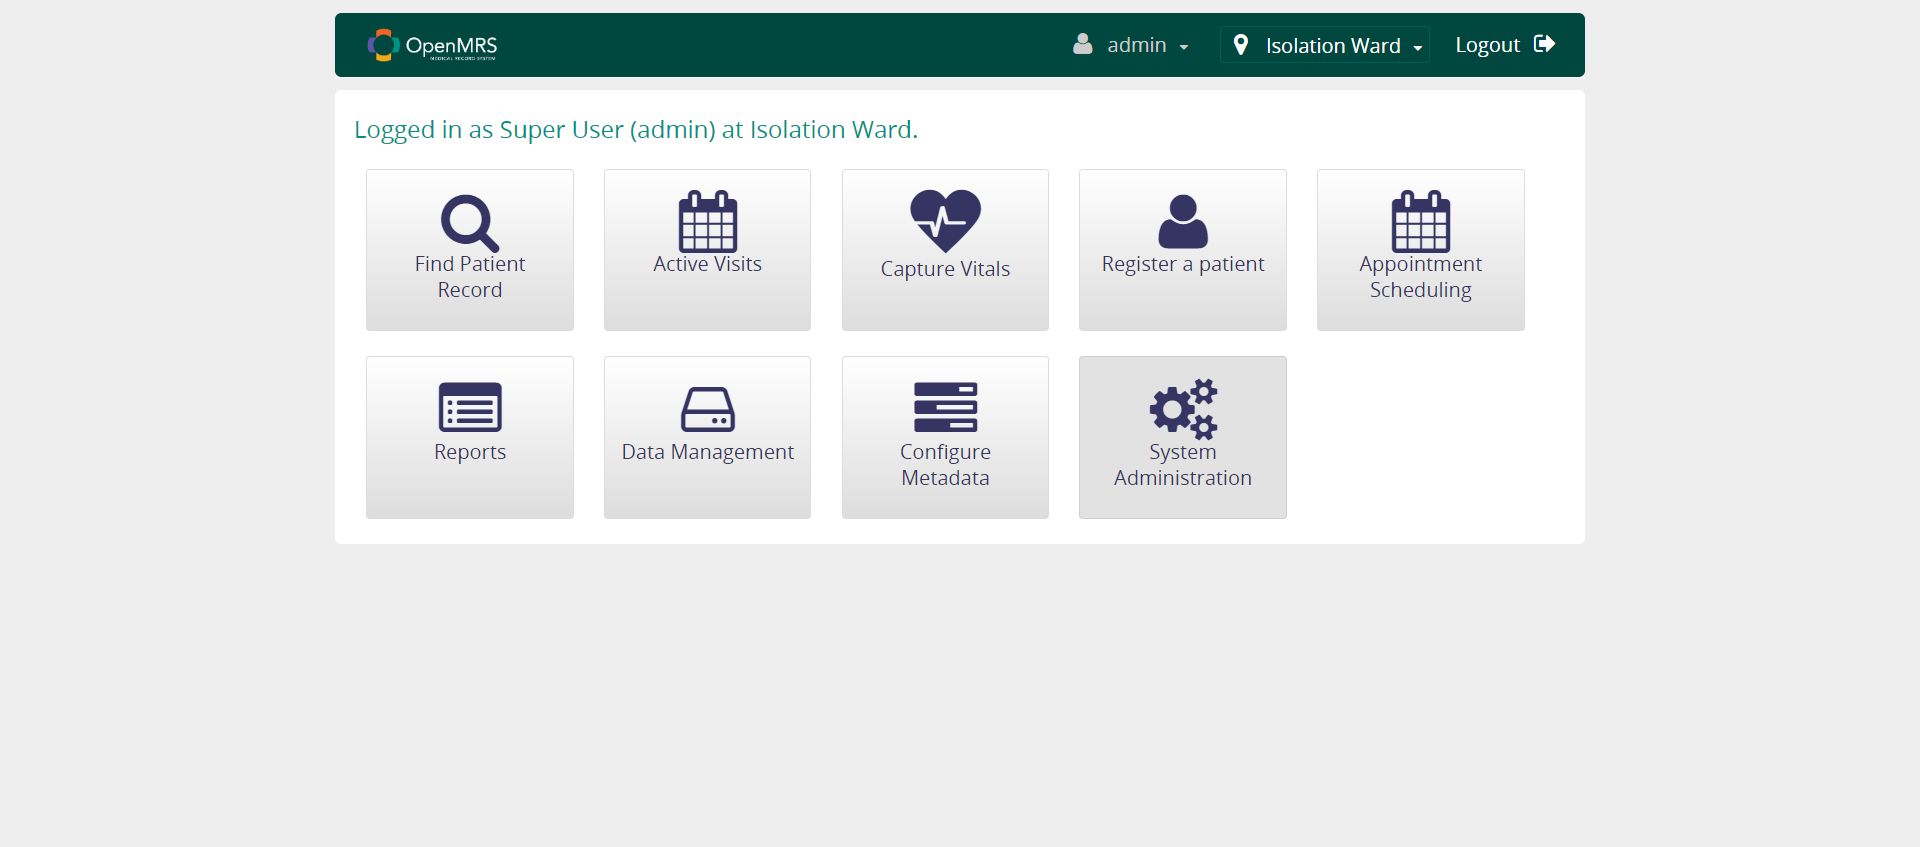 OpenMRS
MEDICAL RECORD SYSTEM
admin
Isolation Ward
Logout
Logged in as Super User (admin) at Isolation Ward.
Find Patient
Record
Active Visits
Capture Vitals
Register a patient
Appointment
Scheduling
Reports
Data Management
Configure
Metadata
System
Administration